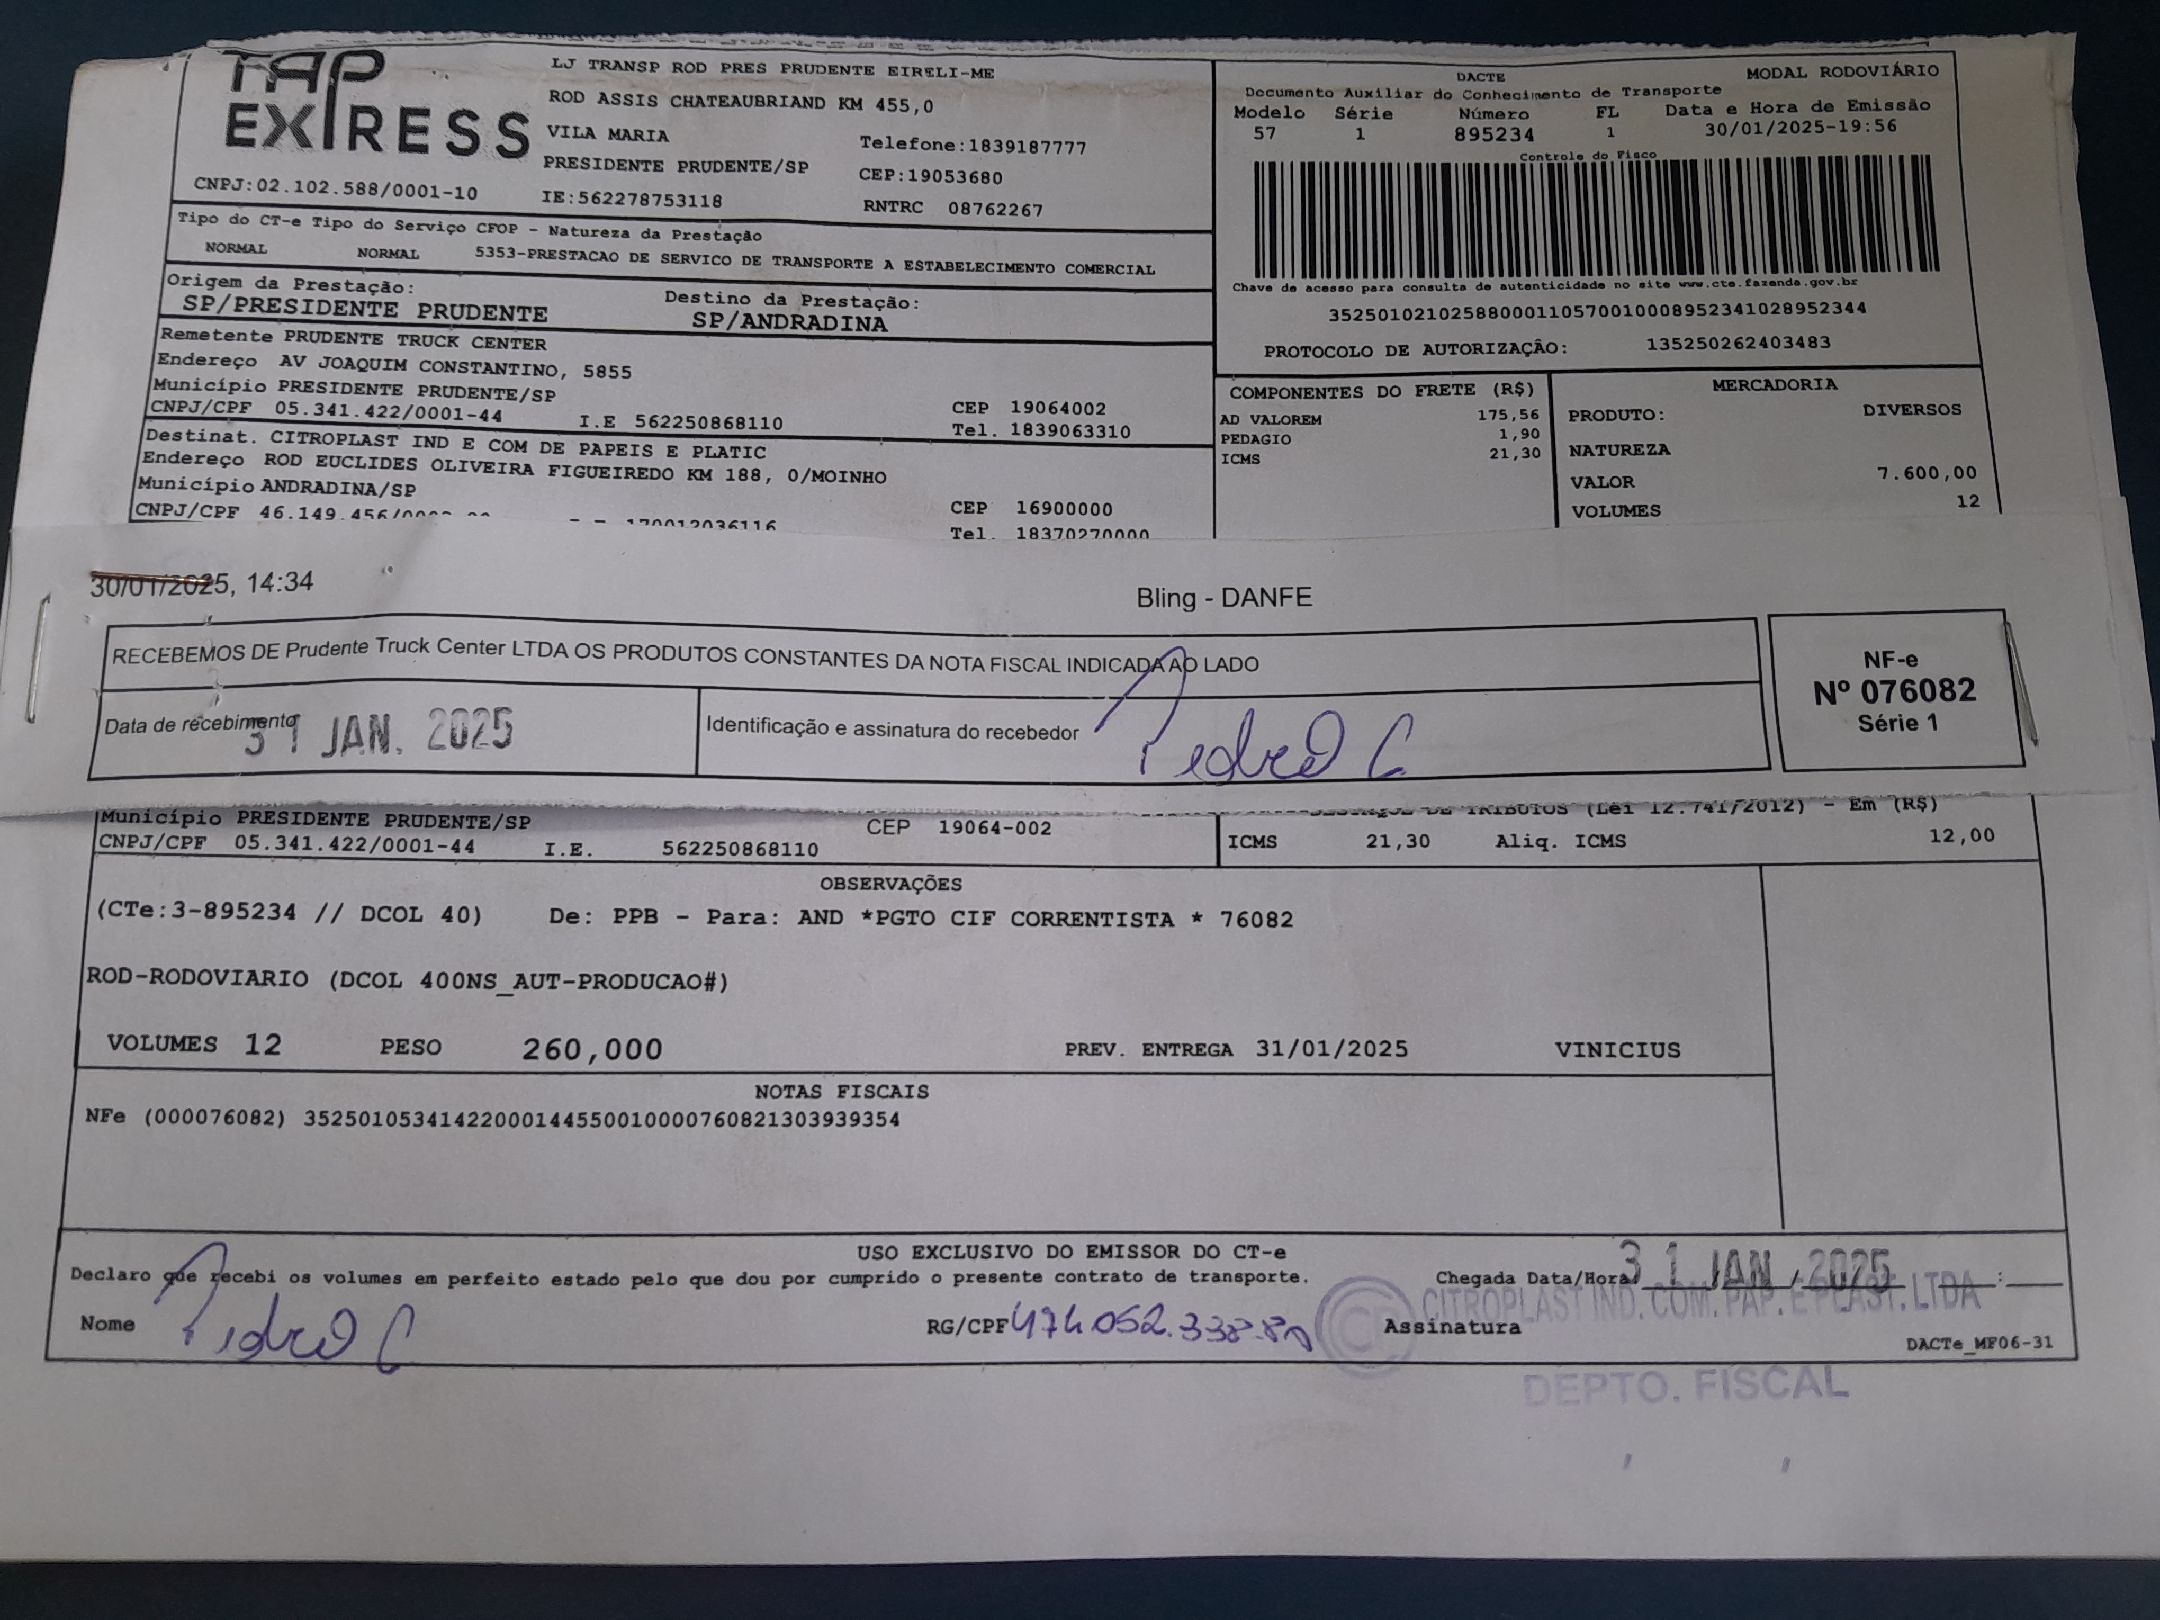 TAP EXPRESS
LJ TRANSP ROD PRES PRUDENTE EIRELI-ME
ROD ASSIS CHATEAUBRIAND KM 455,0
VILA MARIA
Telefone:1839187777
PRESIDENTE PRUDENTE/SP
CEP:19053680
CNPJ:02.102.588/0001-10
IE:562278753118
RNTRC 08762267
DACTE
MODAL RODOVIÁRIO
Documento Auxiliar do Conhecimento de Transporte
Modelo Série Número FL Data e Hora de Emissão
57 1 895234 1 30/01/2025-19:56
Controle do Fisco
Chave de acesso para consulta de autenticidade no site www.cte.fazenda.gov.br
35250102102588000110570010008952341028952344
PROTOCOLO DE AUTORIZAÇÃO: 135250262403483
Tipo do CT-e Tipo do Serviço CFOP - Natureza da Prestação
NORMAL NORMAL 5353-PRESTACAO DE SERVICO DE TRANSPORTE A ESTABELECIMENTO COMERCIAL
Origem da Prestação: Destino da Prestação:
SP/PRESIDENTE PRUDENTE SP/ANDRADINA
Remetente PRUDENTE TRUCK CENTER
Endereço AV JOAQUIM CONSTANTINO, 5855
Município PRESIDENTE PRUDENTE/SP
CEP 19064002
CNPJ/CPF 05.341.422/0001-44 I.E 562250868110 Tel. 1839063310
Destinat. CITROPLAST IND E COM DE PAPEIS E PLATIC
Endereço ROD EUCLIDES OLIVEIRA FIGUEIREDO KM 188, 0/MOINHO
Município ANDRADINA/SP
CEP 16900000
CNPJ/CPF 46.149.456/ 170012036116 Tel. 18370270000
COMPONENTES DO FRETE (R$)
AD VALOREM 175,56
PEDAGIO 1,90
ICMS 21,30
MERCADORIA
PRODUTO: DIVERSOS
NATUREZA
VALOR 7.600,00
VOLUMES 12
30/01/2025, 14:34 Bling - DANFE
RECEBEMOS DE Prudente Truck Center LTDA OS PRODUTOS CONSTANTES DA NOTA FISCAL INDICADA AO LADO
NF-e
Nº 076082
Série 1
Data de recebimento
31 JAN. 2025
Identificação e assinatura do recebedor
Pedro C
TRIBUTOS (Lei 12.741/2012) - Em (R$)
Município PRESIDENTE PRUDENTE/SP CEP 19064-002
CNPJ/CPF 05.341.422/0001-44 I.E. 562250868110
ICMS 21,30 Aliq. ICMS 12,00
OBSERVAÇÕES
(CTe:3-895234 // DCOL 40) De: PPB - Para: AND *PGTO CIF CORRENTISTA * 76082
ROD-RODOVIARIO (DCOL 400NS_AUT-PRODUCAO#)
VOLUMES 12 PESO 260,000 PREV. ENTREGA 31/01/2025 VINICIUS
NOTAS FISCAIS
NFe (000076082) 35250105341422000144550010000760821303939354
USO EXCLUSIVO DO EMISSOR DO CT-e
Declaro que recebi os volumes em perfeito estado pelo que dou por cumprido o presente contrato de transporte.
Chegada Data/Hora 31 JAN. 2025
CITROPLAST IND. COM. PAP. E PLAST. LTDA
Nome Pedro C RG/CPF Assinatura
DACTe_MF06-31
DEPTO. FISCAL